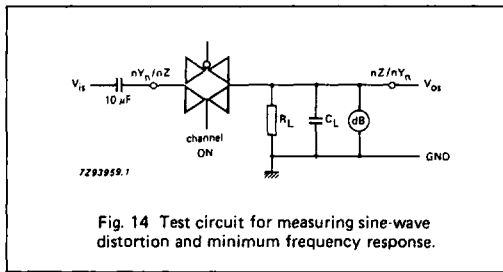 nYn/nZ
nZ/nYn
Vis
Vos
10 µF
RL
CL
dB
channel
ON
GND
7Z93959.1
Fig. 14 Test circuit for measuring sine-wave
distortion and minimum frequency response.